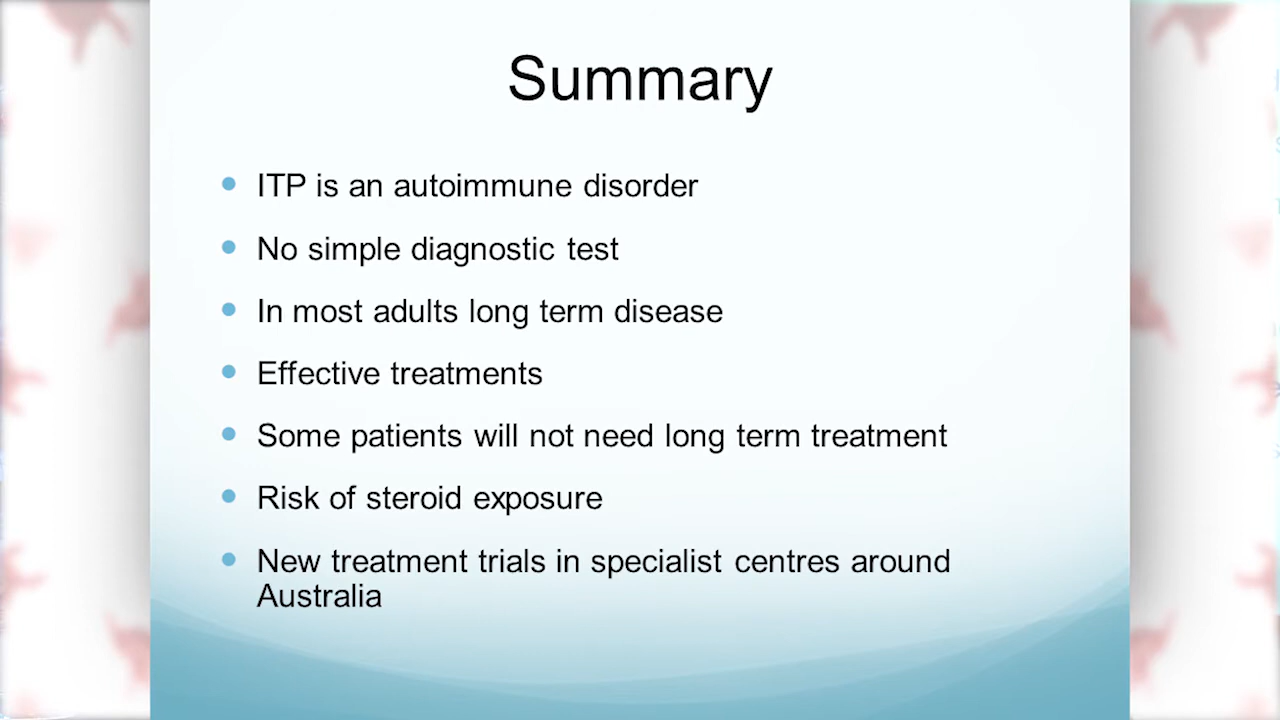 Summary
ITP is an autoimmune disorder
No simple diagnostic test
In most adults long term disease
Effective treatments
Some patients will not need long term treatment
Risk of steroid exposure
New treatment trials in specialist centres around
Australia